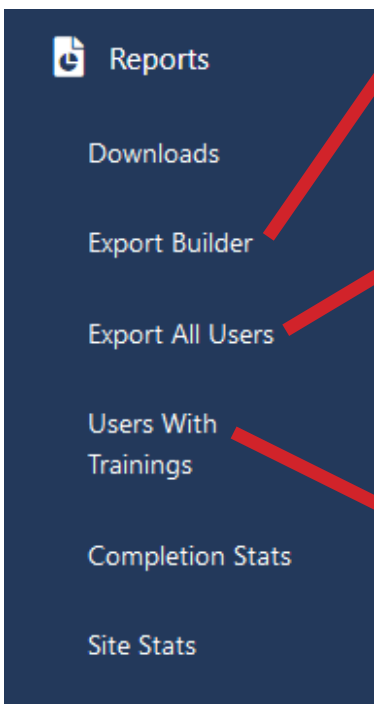 Reports
Downloads
Export Builder
Export All Users
Users With
Trainings
Completion Stats
Site Stats